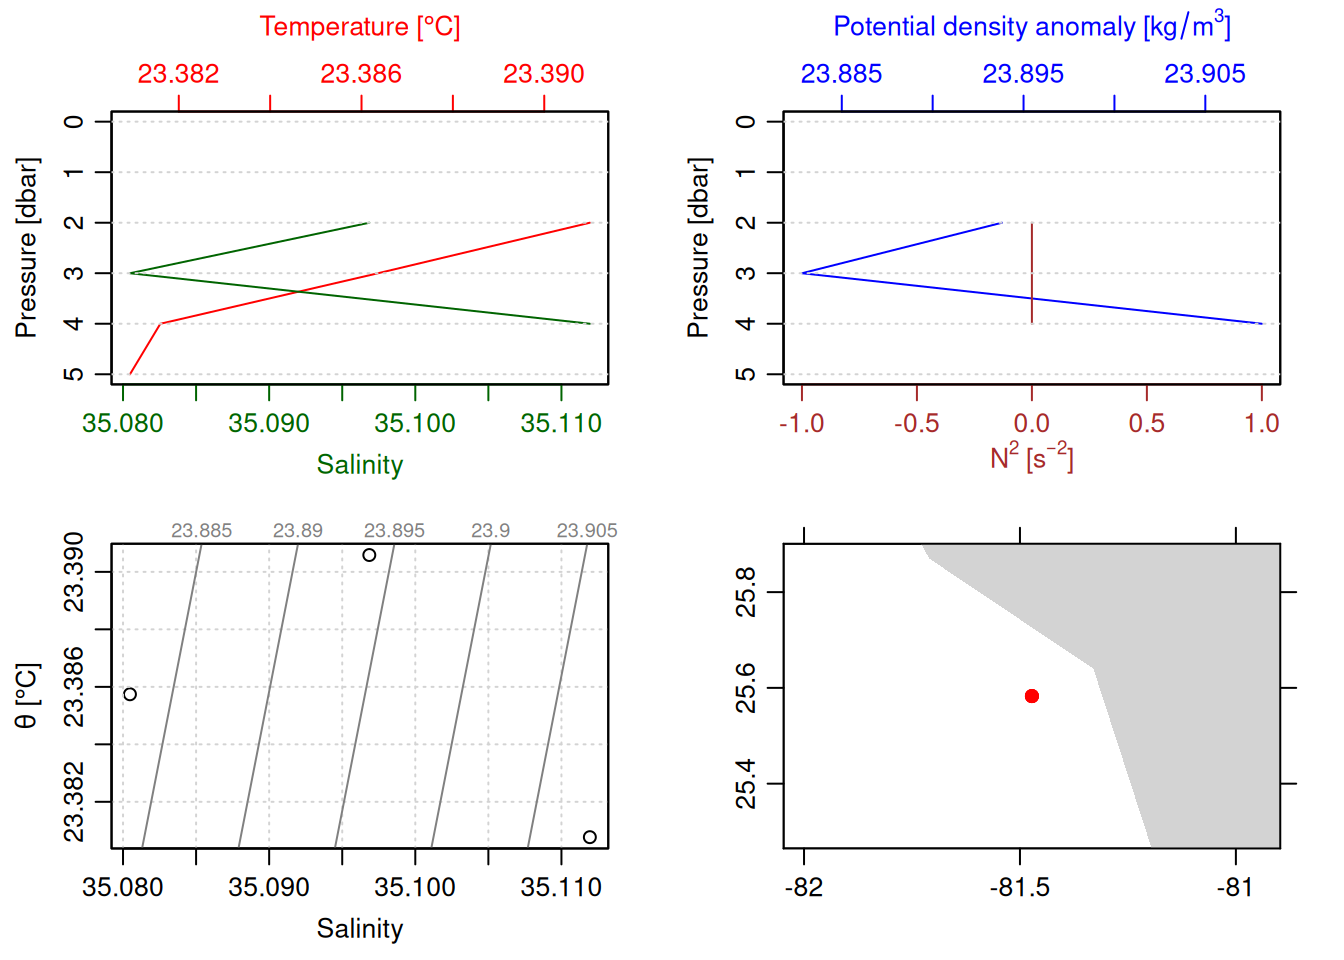 Temperature [°C]
23.382 23.386 23.390
Pressure [dbar]
0 1 2 3 4 5
35.080 35.090 35.100 35.110
Salinity
Potential density anomaly [kg/m³]
23.885 23.895 23.905
Pressure [dbar]
0 1 2 3 4 5
-1.0 -0.5 0.0 0.5 1.0
N² [s⁻²]
23.885 23.89 23.895 23.9 23.905
θ [°C]
23.390 23.386 23.382
35.080 35.090 35.100 35.110
Salinity
25.8 25.6 25.4
-82 -81.5 -81